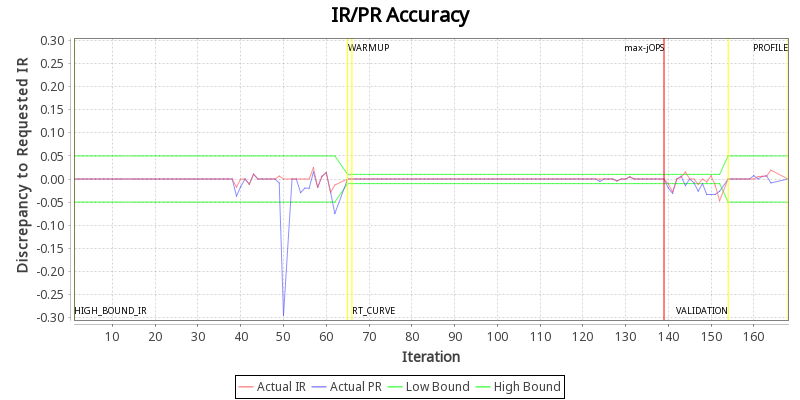 IR/PR Accuracy
Discrepancy to Requested IR
0.30
0.25
0.20
0.15
0.10
0.05
0.00
-0.05
-0.10
-0.15
-0.20
-0.25
-0.30
WARMUP
max-jOPS
PROFILE
HIGH_BOUND_IR
RT_CURVE
VALIDATION
10 20 30 40 50 60 70 80 90 100 110 120 130 140 150 160
Iteration
Actual IR Actual PR Low Bound High Bound